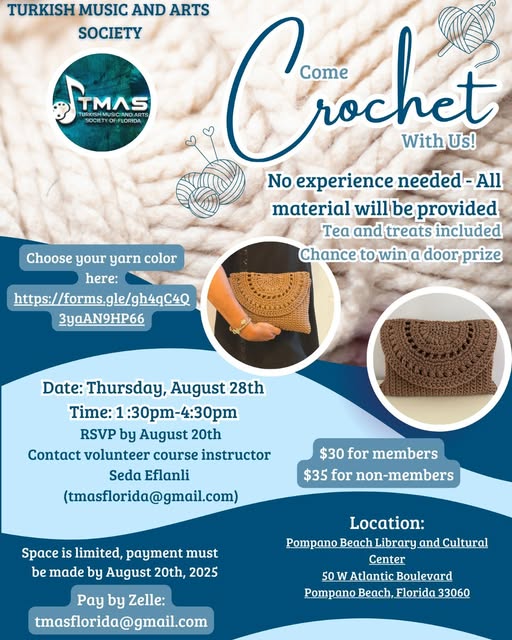 TURKISH MUSIC AND ARTS
SOCIETY
TMAS
TURKISH MUSIC AND ARTS
SOCIETY OF FLORIDA
Come
Crochet
With Us!
No experience needed - All
material will be provided
Tea and treats included
Chance to win a door prize
Choose your yarn color
here:
https://forms.gle/gh4qC4Q
3yaAN9HP66
Date: Thursday, August 28th
Time: 1:30pm-4:30pm
RSVP by August 20th
Contact volunteer course instructor
Seda Eflanli
(tmasflorida@gmail.com)
$30 for members
$35 for non-members
Location:
Pompano Beach Library and Cultural
Center
50 W Atlantic Boulevard
Pompano Beach, Florida 33060
Space is limited, payment must
be made by August 20th, 2025
Pay by Zelle:
tmasflorida@gmail.com